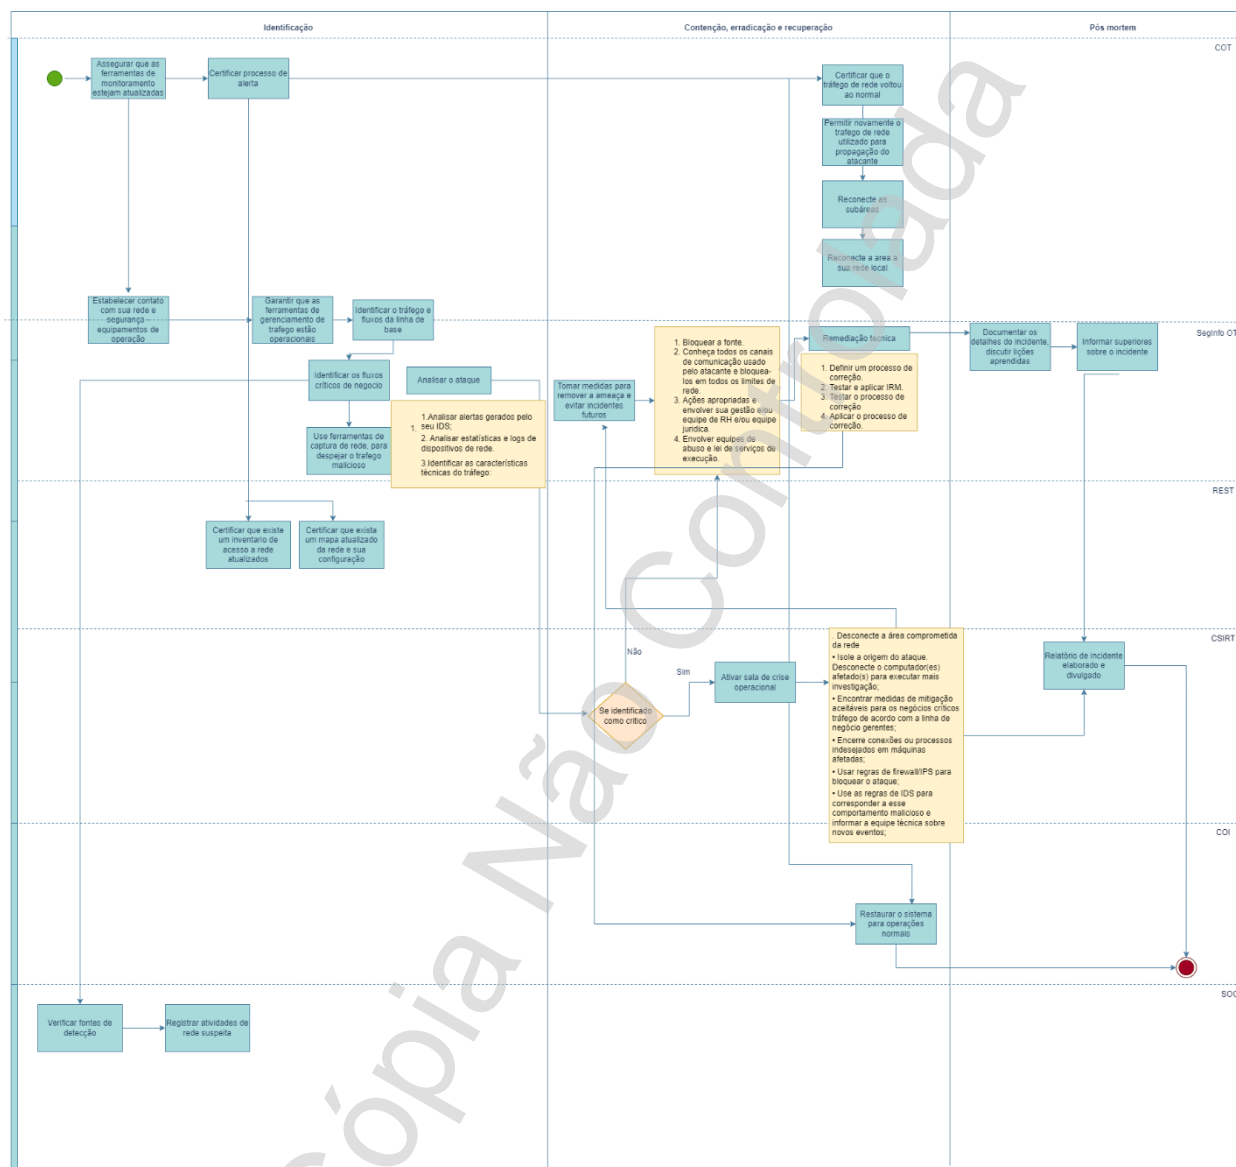 Identificação
Contenção, erradicação e recuperação
Pós mortem
COT
Assegurar que as
ferramentas de
monitoramento
estejam atualizadas
Certificar processo de
alerta
Certificar que o
tráfego de rede voltou
ao normal
Permitir novamente o
trafego de rede
utilizado para
propagação do
atacante
Reconecte as
subáreas
Reconecte a area a
sua rede local
Estabelecer contato
com sua rede e
segurança –
equipamentos de
operação
Garantir que as
ferramentas de
gerenciamento de
trafego estão
operacionais
Identificar o tráfego e
fluxos da linha de
base
SegInfo OT
Identificar os fluxos
críticos de negocio
Analisar o ataque
Use ferramentas de
captura de rede, para
despejar o trafego
malicioso
1.
1.Analisar alertas gerados pelo
seu IDS;
2. Analisar estatísticas e logs de
dispositivos de rede.
3.Identificar as características
técnicas do tráfego:
Tomar medidas para
remover a ameaça e
evitar incidentes
futuros
1. Bloquear a fonte.
2. Conheça todos os canais
de comunicação usado
pelo atacante e bloquea-
los em todos os limites de
rede.
3. Ações apropriadas e
envolver sua gestão e/ou
equipe de RH e/ou equipe
jurídica.
4. Envolver equipes de
abuso e lei de serviços de
execução.
Remediação tecnica
1. Definir um processo de
correção.
2. Testar e aplicar IRM.
3. Testar o processo de
correção
4. Aplicar o processo de
correção.
Documentar os
detalhes do incidente,
discutir lições
aprendidas
Informar superiores
sobre o incidente
REST
Certificar que existe
um inventario de
acesso a rede
atualizados
Certificar que exista
um mapa atualizado
da rede e sua
configuração
CSIRT
Não
Sim
Se identificado
como crítico
Ativar sala de crise
operacional
. Desconecte a área comprometida
da rede
• Isole a origem do ataque.
Desconecte o computador(es)
afetado(s) para executar mais
investigação;
• Encontrar medidas de mitigação
aceitáveis para os negócios críticos
tráfego de acordo com a linha de
negócio gerentes;
• Encerre conexões ou processos
indesejados em máquinas
afetadas;
• Usar regras de firewall/IPS para
bloquear o ataque;
• Use as regras de IDS para
corresponder a esse
comportamento malicioso e
informar a equipe técnica sobre
novos eventos;
Relatório de incidente
elaborado e
divulgado
COI
Restaurar o sistema
para operações
normais
SOC
Verificar fontes de
detecção
Registrar atividades de
rede suspeita
Cópia Não Controlada